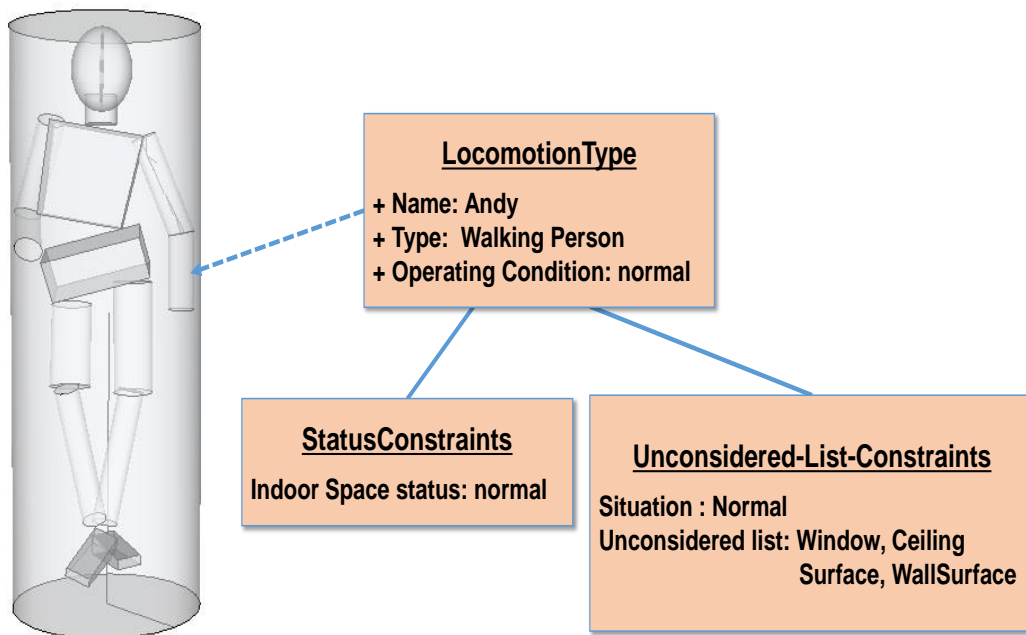 LocomotionType
+ Name: Andy
+ Type: Walking Person
+ Operating Condition: normal
StatusConstraints
Indoor Space status: normal
Unconsidered-List-Constraints
Situation : Normal
Unconsidered list: Window, Ceiling
Surface, WallSurface